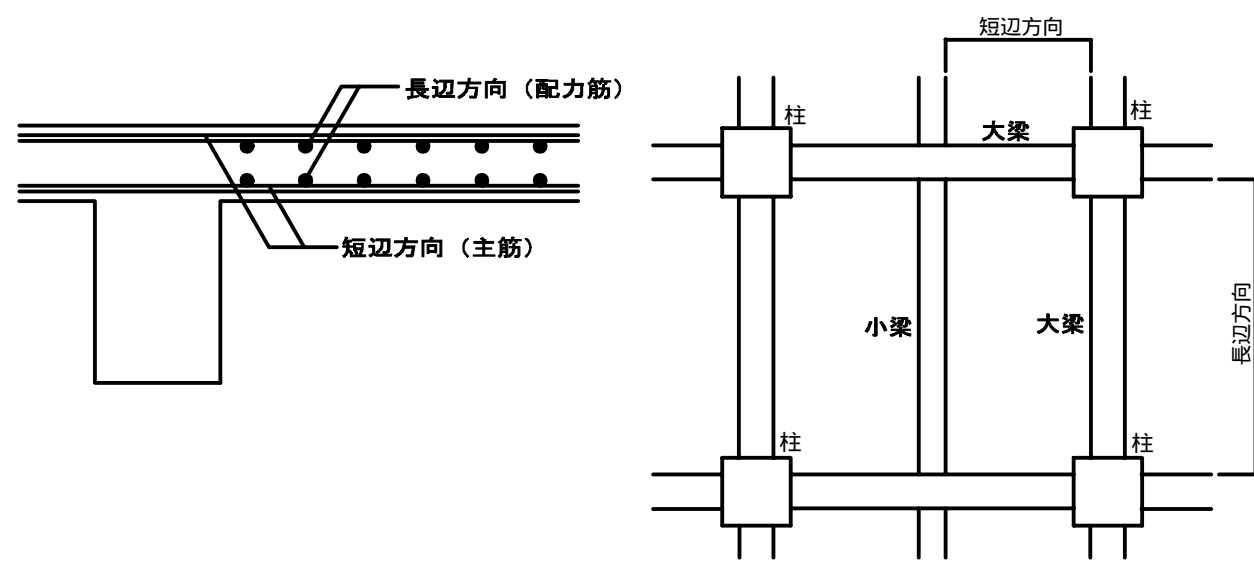 長辺方向（配力筋）
短辺方向（主筋）
短辺方向
柱
柱
大梁
小梁
大梁
長辺方向
柱
柱